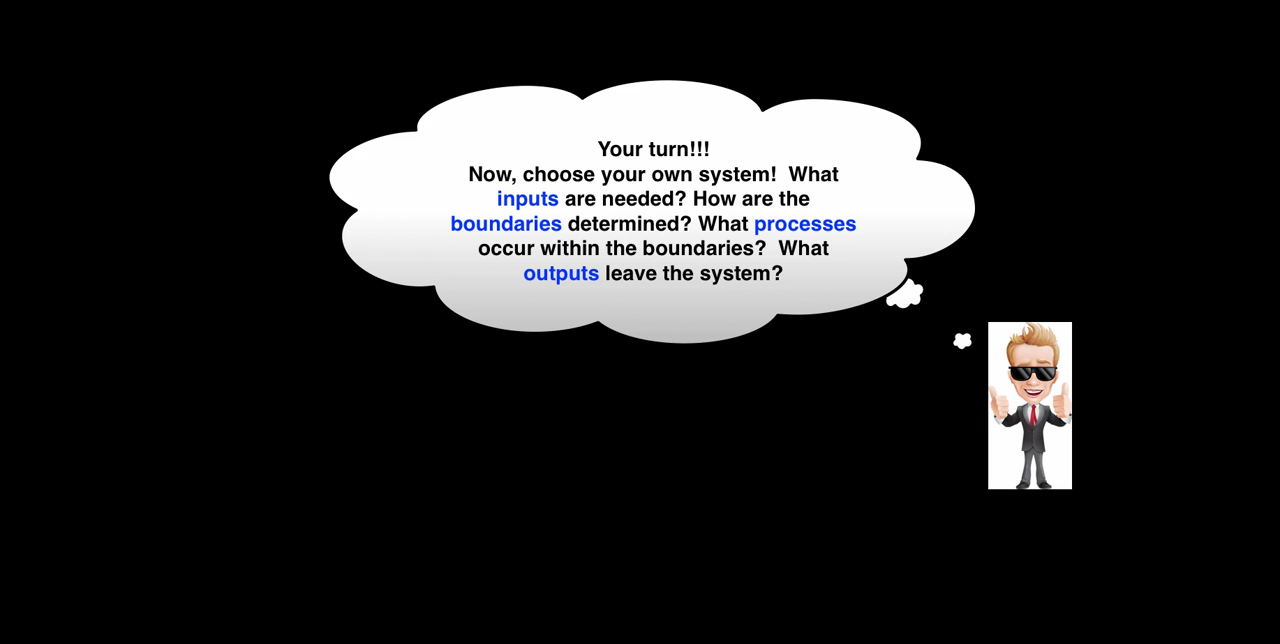 Your turn!!!
Now, choose your own system!  What
inputs are needed? How are the
boundaries determined? What processes
occur within the boundaries?  What
outputs leave the system?